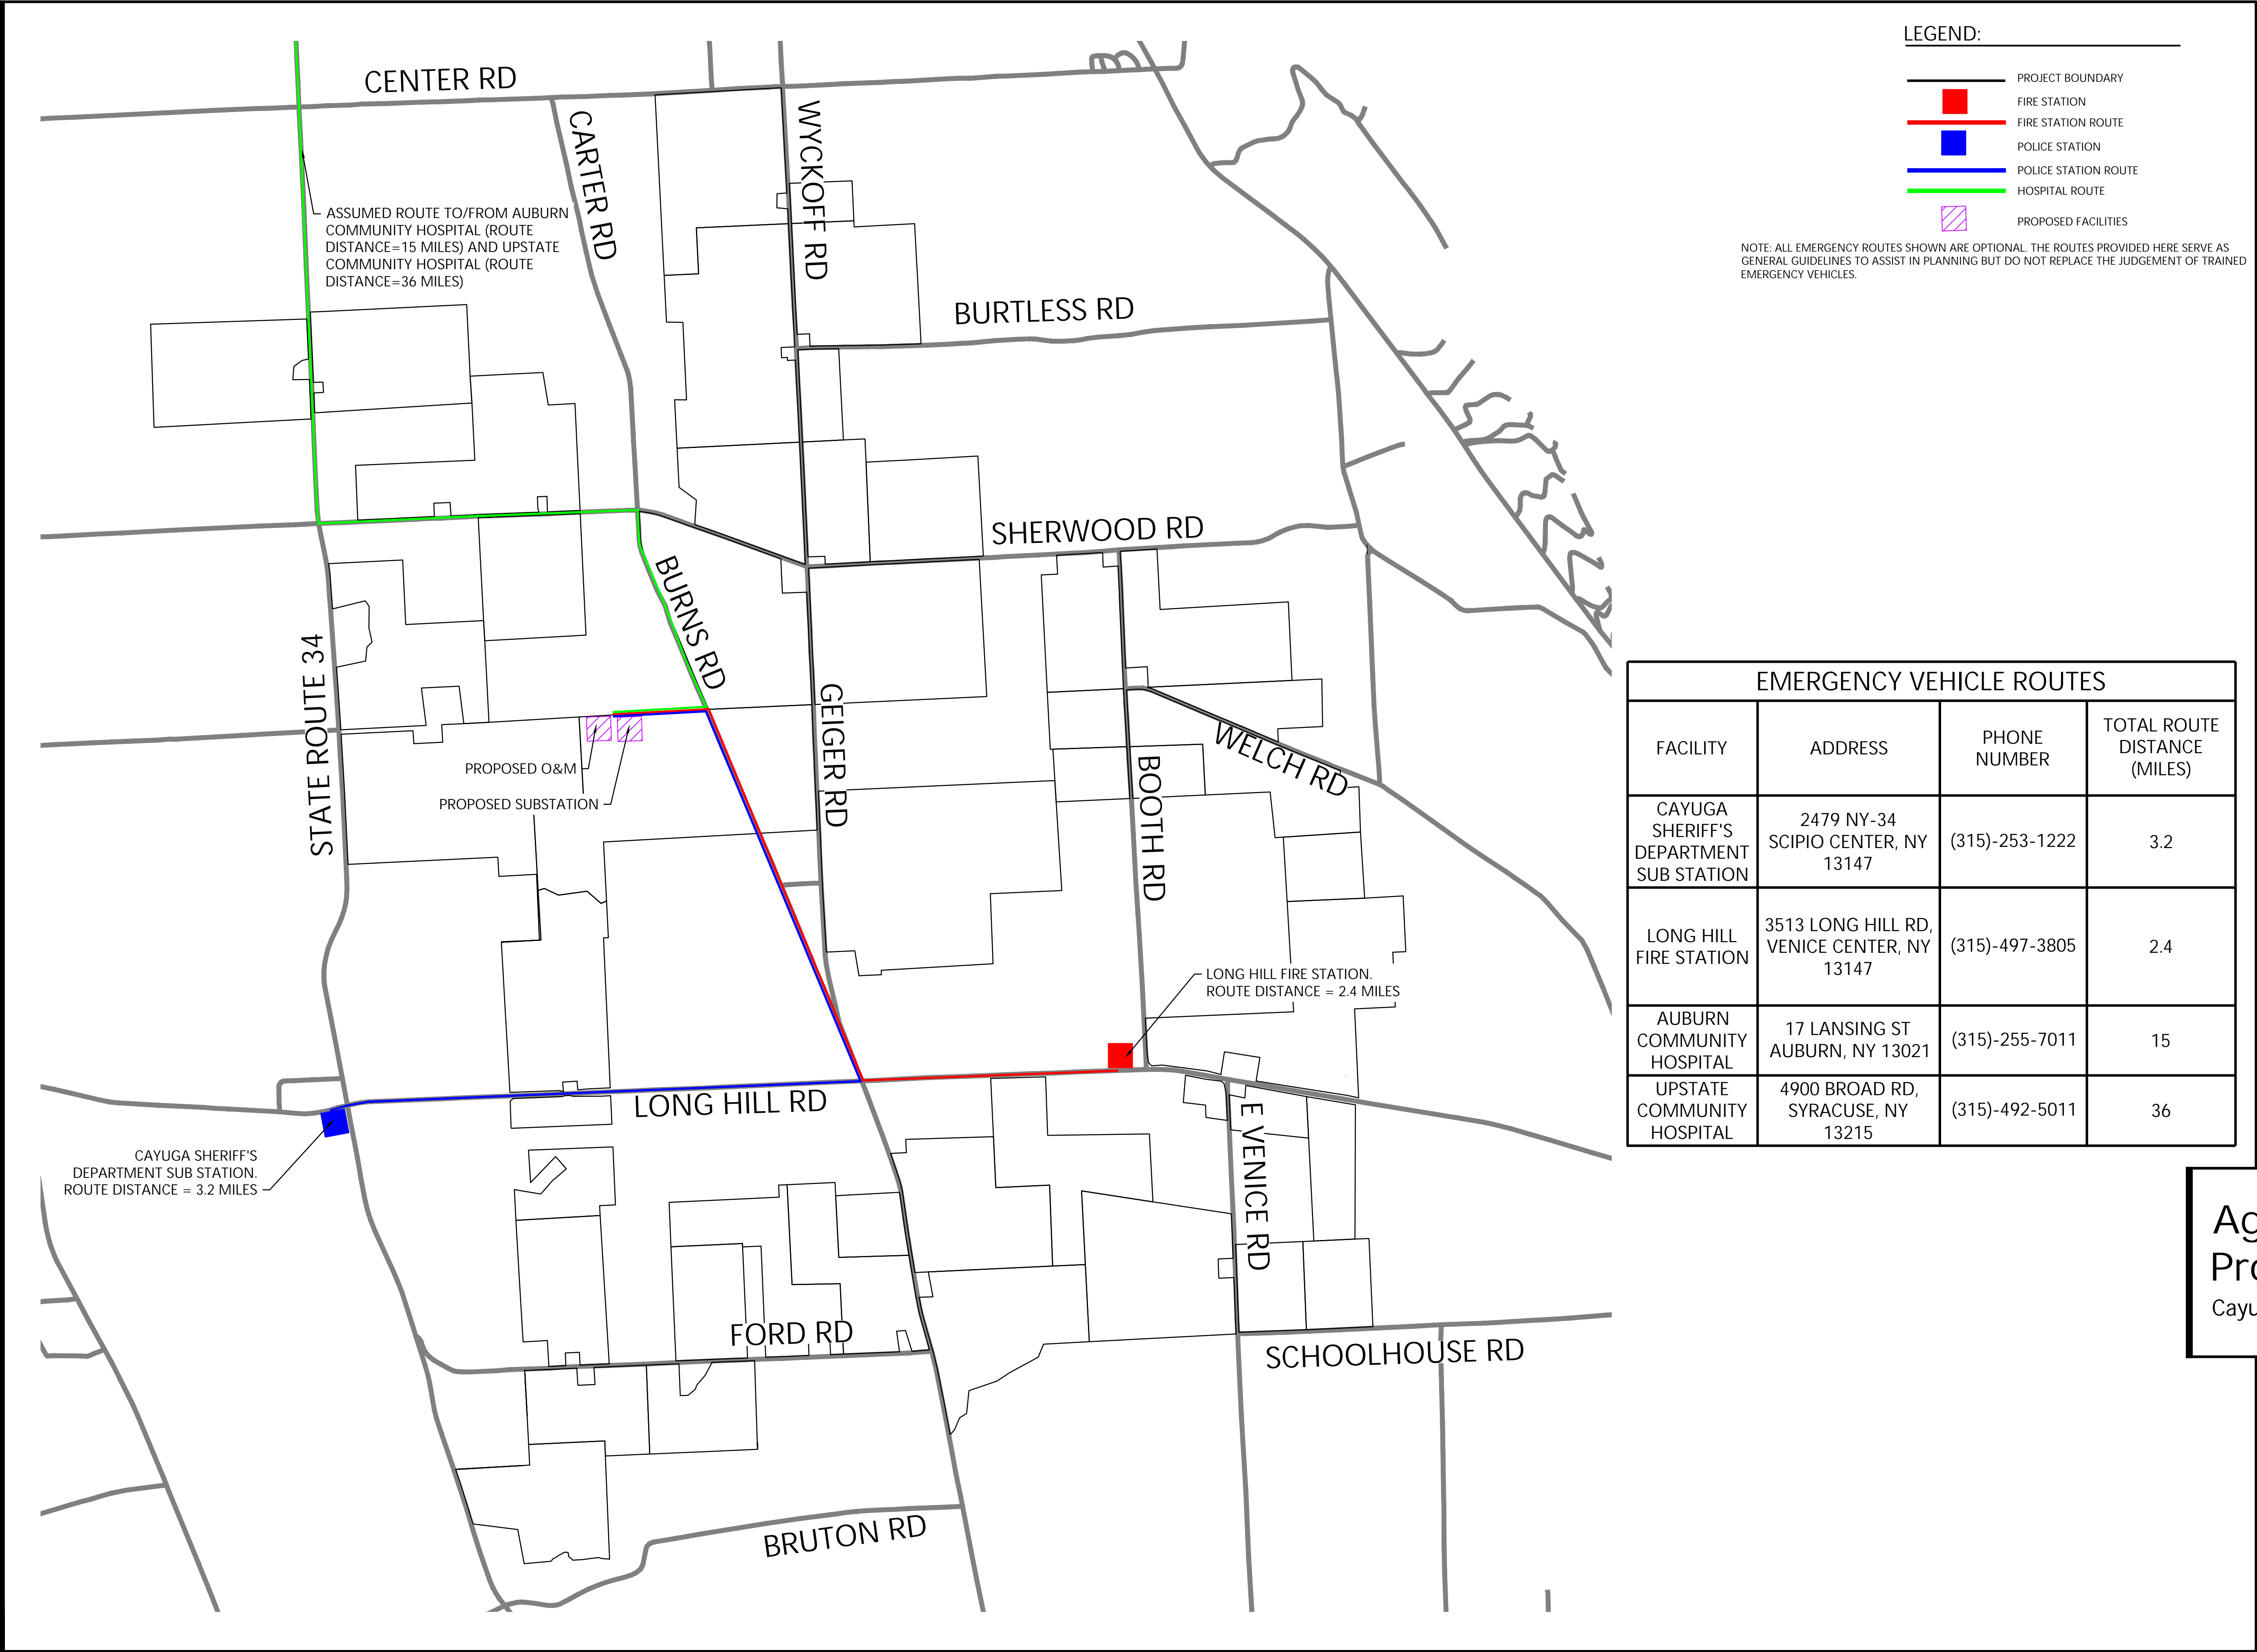 LEGEND:
PROJECT BOUNDARY
FIRE STATION
FIRE STATION ROUTE
POLICE STATION
POLICE STATION ROUTE
HOSPITAL ROUTE
PROPOSED FACILITIES
NOTE: ALL EMERGENCY ROUTES SHOWN ARE OPTIONAL. THE ROUTES PROVIDED HERE SERVE AS
GENERAL GUIDELINES TO ASSIST IN PLANNING BUT DO NOT REPLACE THE JUDGEMENT OF TRAINED
EMERGENCY VEHICLES.
CENTER RD
CARTER RD
WYCKOFF RD
ASSUMED ROUTE TO/FROM AUBURN
COMMUNITY HOSPITAL (ROUTE
DISTANCE=15 MILES) AND UPSTATE
COMMUNITY HOSPITAL (ROUTE
DISTANCE=36 MILES)
BURTLESS RD
SHERWOOD RD
BURNS RD
STATE ROUTE 34
GEIGER RD
WELCH RD
BOOTH RD
PROPOSED O&M
PROPOSED SUBSTATION
LONG HILL FIRE STATION.
ROUTE DISTANCE = 2.4 MILES
LONG HILL RD
CAYUGA SHERIFF'S
DEPARTMENT SUB STATION.
ROUTE DISTANCE = 3.2 MILES
E VENICE RD
FORD RD
SCHOOLHOUSE RD
BRUTON RD
EMERGENCY VEHICLE ROUTES
FACILITY
ADDRESS
PHONE
NUMBER
TOTAL ROUTE
DISTANCE
(MILES)
CAYUGA
SHERIFF'S
DEPARTMENT
SUB STATION
2479 NY-34
SCIPIO CENTER, NY
13147
(315)-253-1222
3.2
LONG HILL
FIRE STATION
3513 LONG HILL RD,
VENICE CENTER, NY
13147
(315)-497-3805
2.4
AUBURN
COMMUNITY
HOSPITAL
17 LANSING ST
AUBURN, NY 13021
(315)-255-7011
15
UPSTATE
COMMUNITY
HOSPITAL
4900 BROAD RD,
SYRACUSE, NY
13215
(315)-492-5011
36